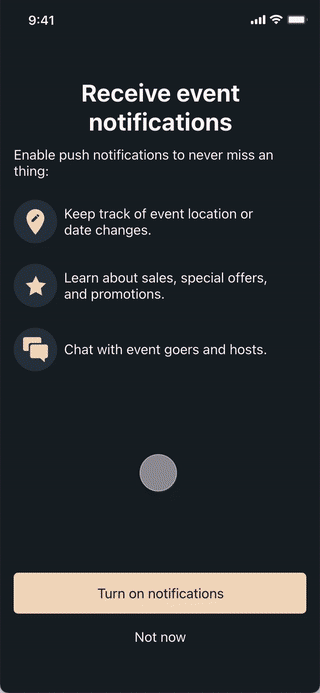 9:41
Receive event
notifications
Enable push notifications to never miss an
thing:
Keep track of event location or
date changes.
Learn about sales, special offers,
and promotions.
Chat with event goers and hosts.
Turn on notifications
Not now